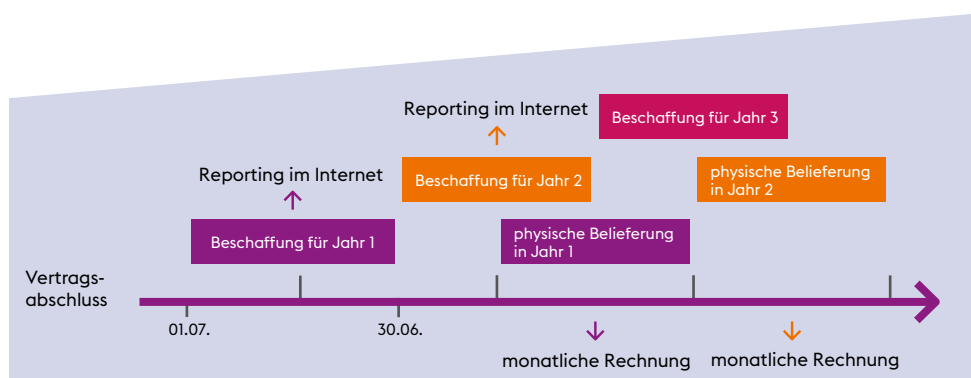 Reporting im Internet
Beschaffung für Jahr 3
Reporting im Internet
Beschaffung für Jahr 2
physische Belieferung
in Jahr 2
Beschaffung für Jahr 1
physische Belieferung
in Jahr 1
Vertrags-
abschluss
01.07.
30.06.
monatliche Rechnung
monatliche Rechnung